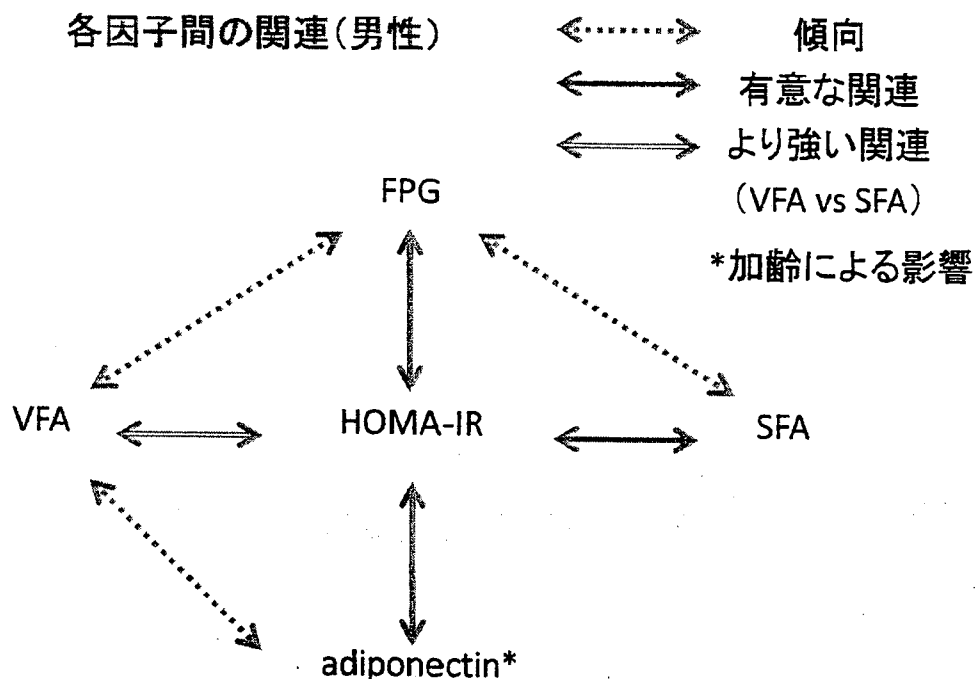 各因子間の関連(男性)
傾向
有意な関連
より強い関連
(VFA vs SFA)
*加齢による影響
FPG
VFA
HOMA-IR
SFA
adiponectin*